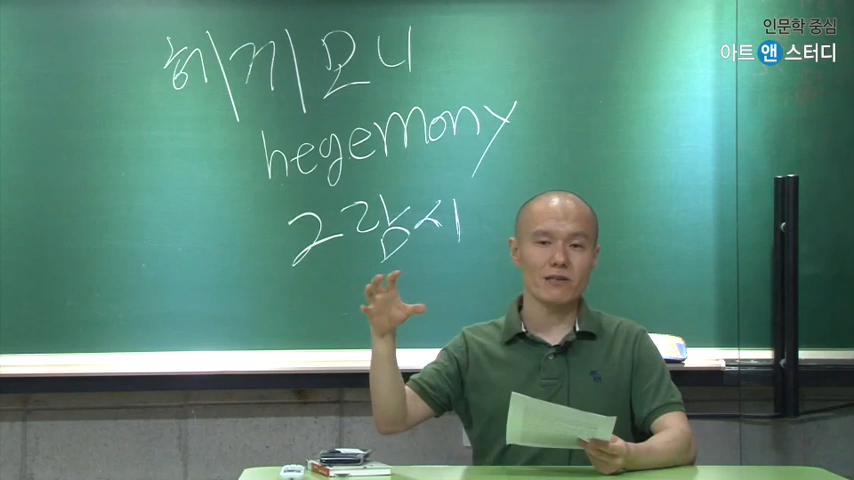 인문학 중심
아트앤스터디
헤게모니
hegemony
그람시